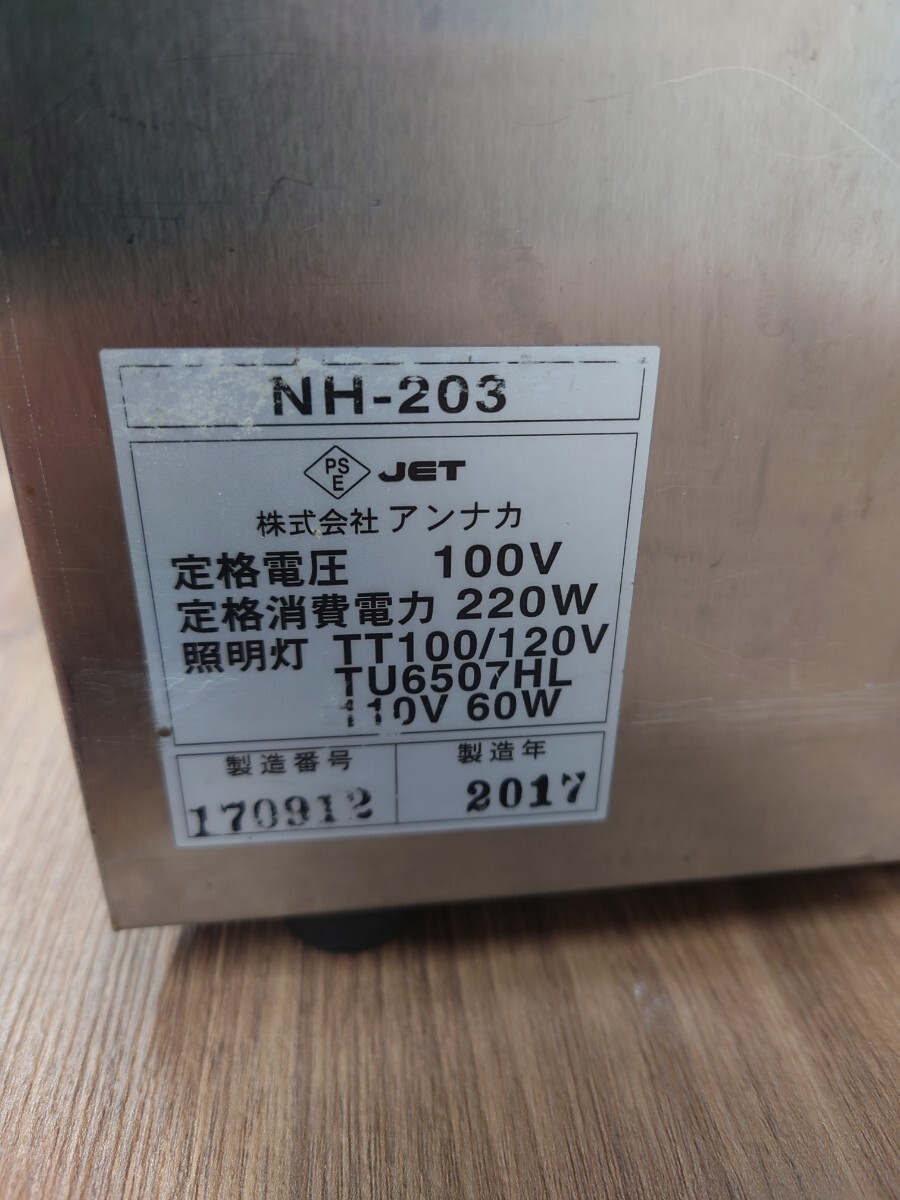 NH-203
PSE JET
株式会社 アンナカ
定格電圧 100V
定格消費電力 220W
照明灯 TT100/120V
TU6507HL
110V 60W
製造番号 製造年
170912 2017